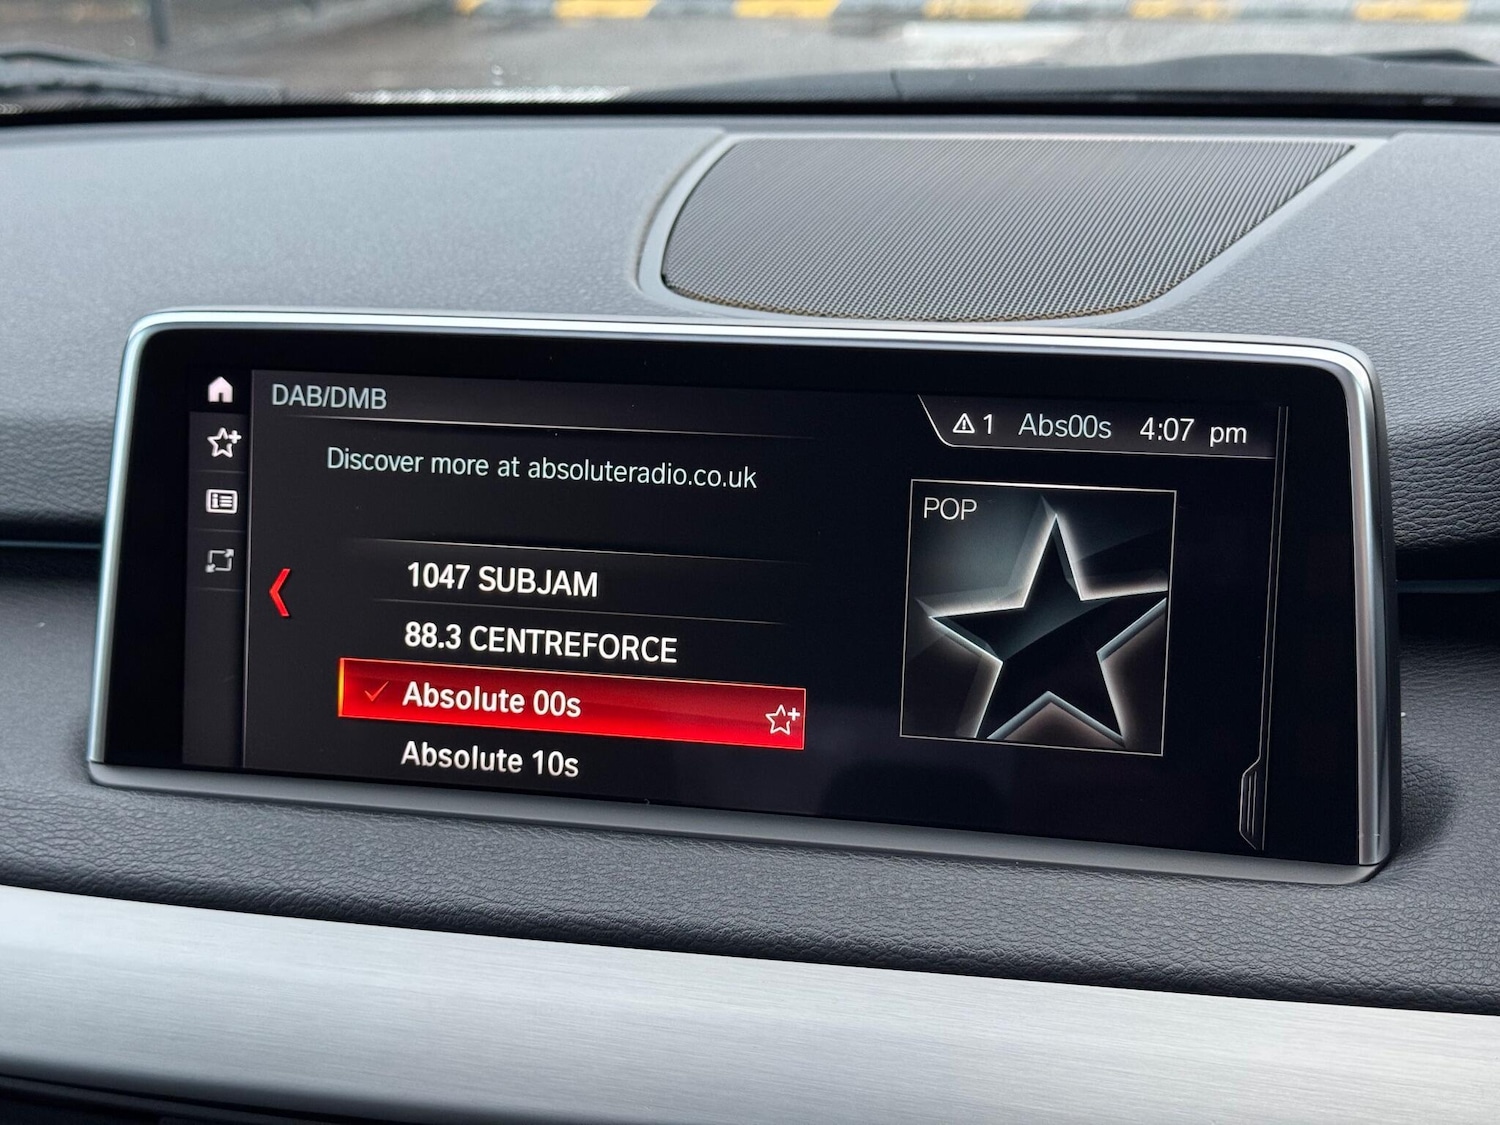 DAB/DMB
1 Abs00s 4:07 pm
Discover more at absoluteradio.co.uk
POP
1047 SUBJAM
88.3 CENTREFORCE
Absolute 00s
Absolute 10s